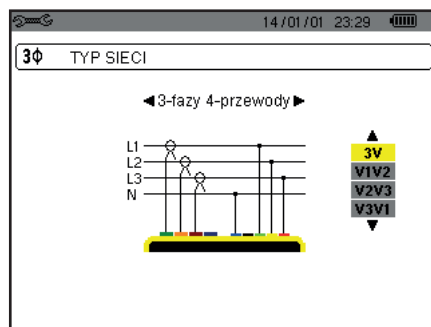 14/01/01 23:29
3Φ TYP SIECI
◄3-fazy 4-przewody►
L1
L2
L3
N
3V
V1V2
V2V3
V3V1